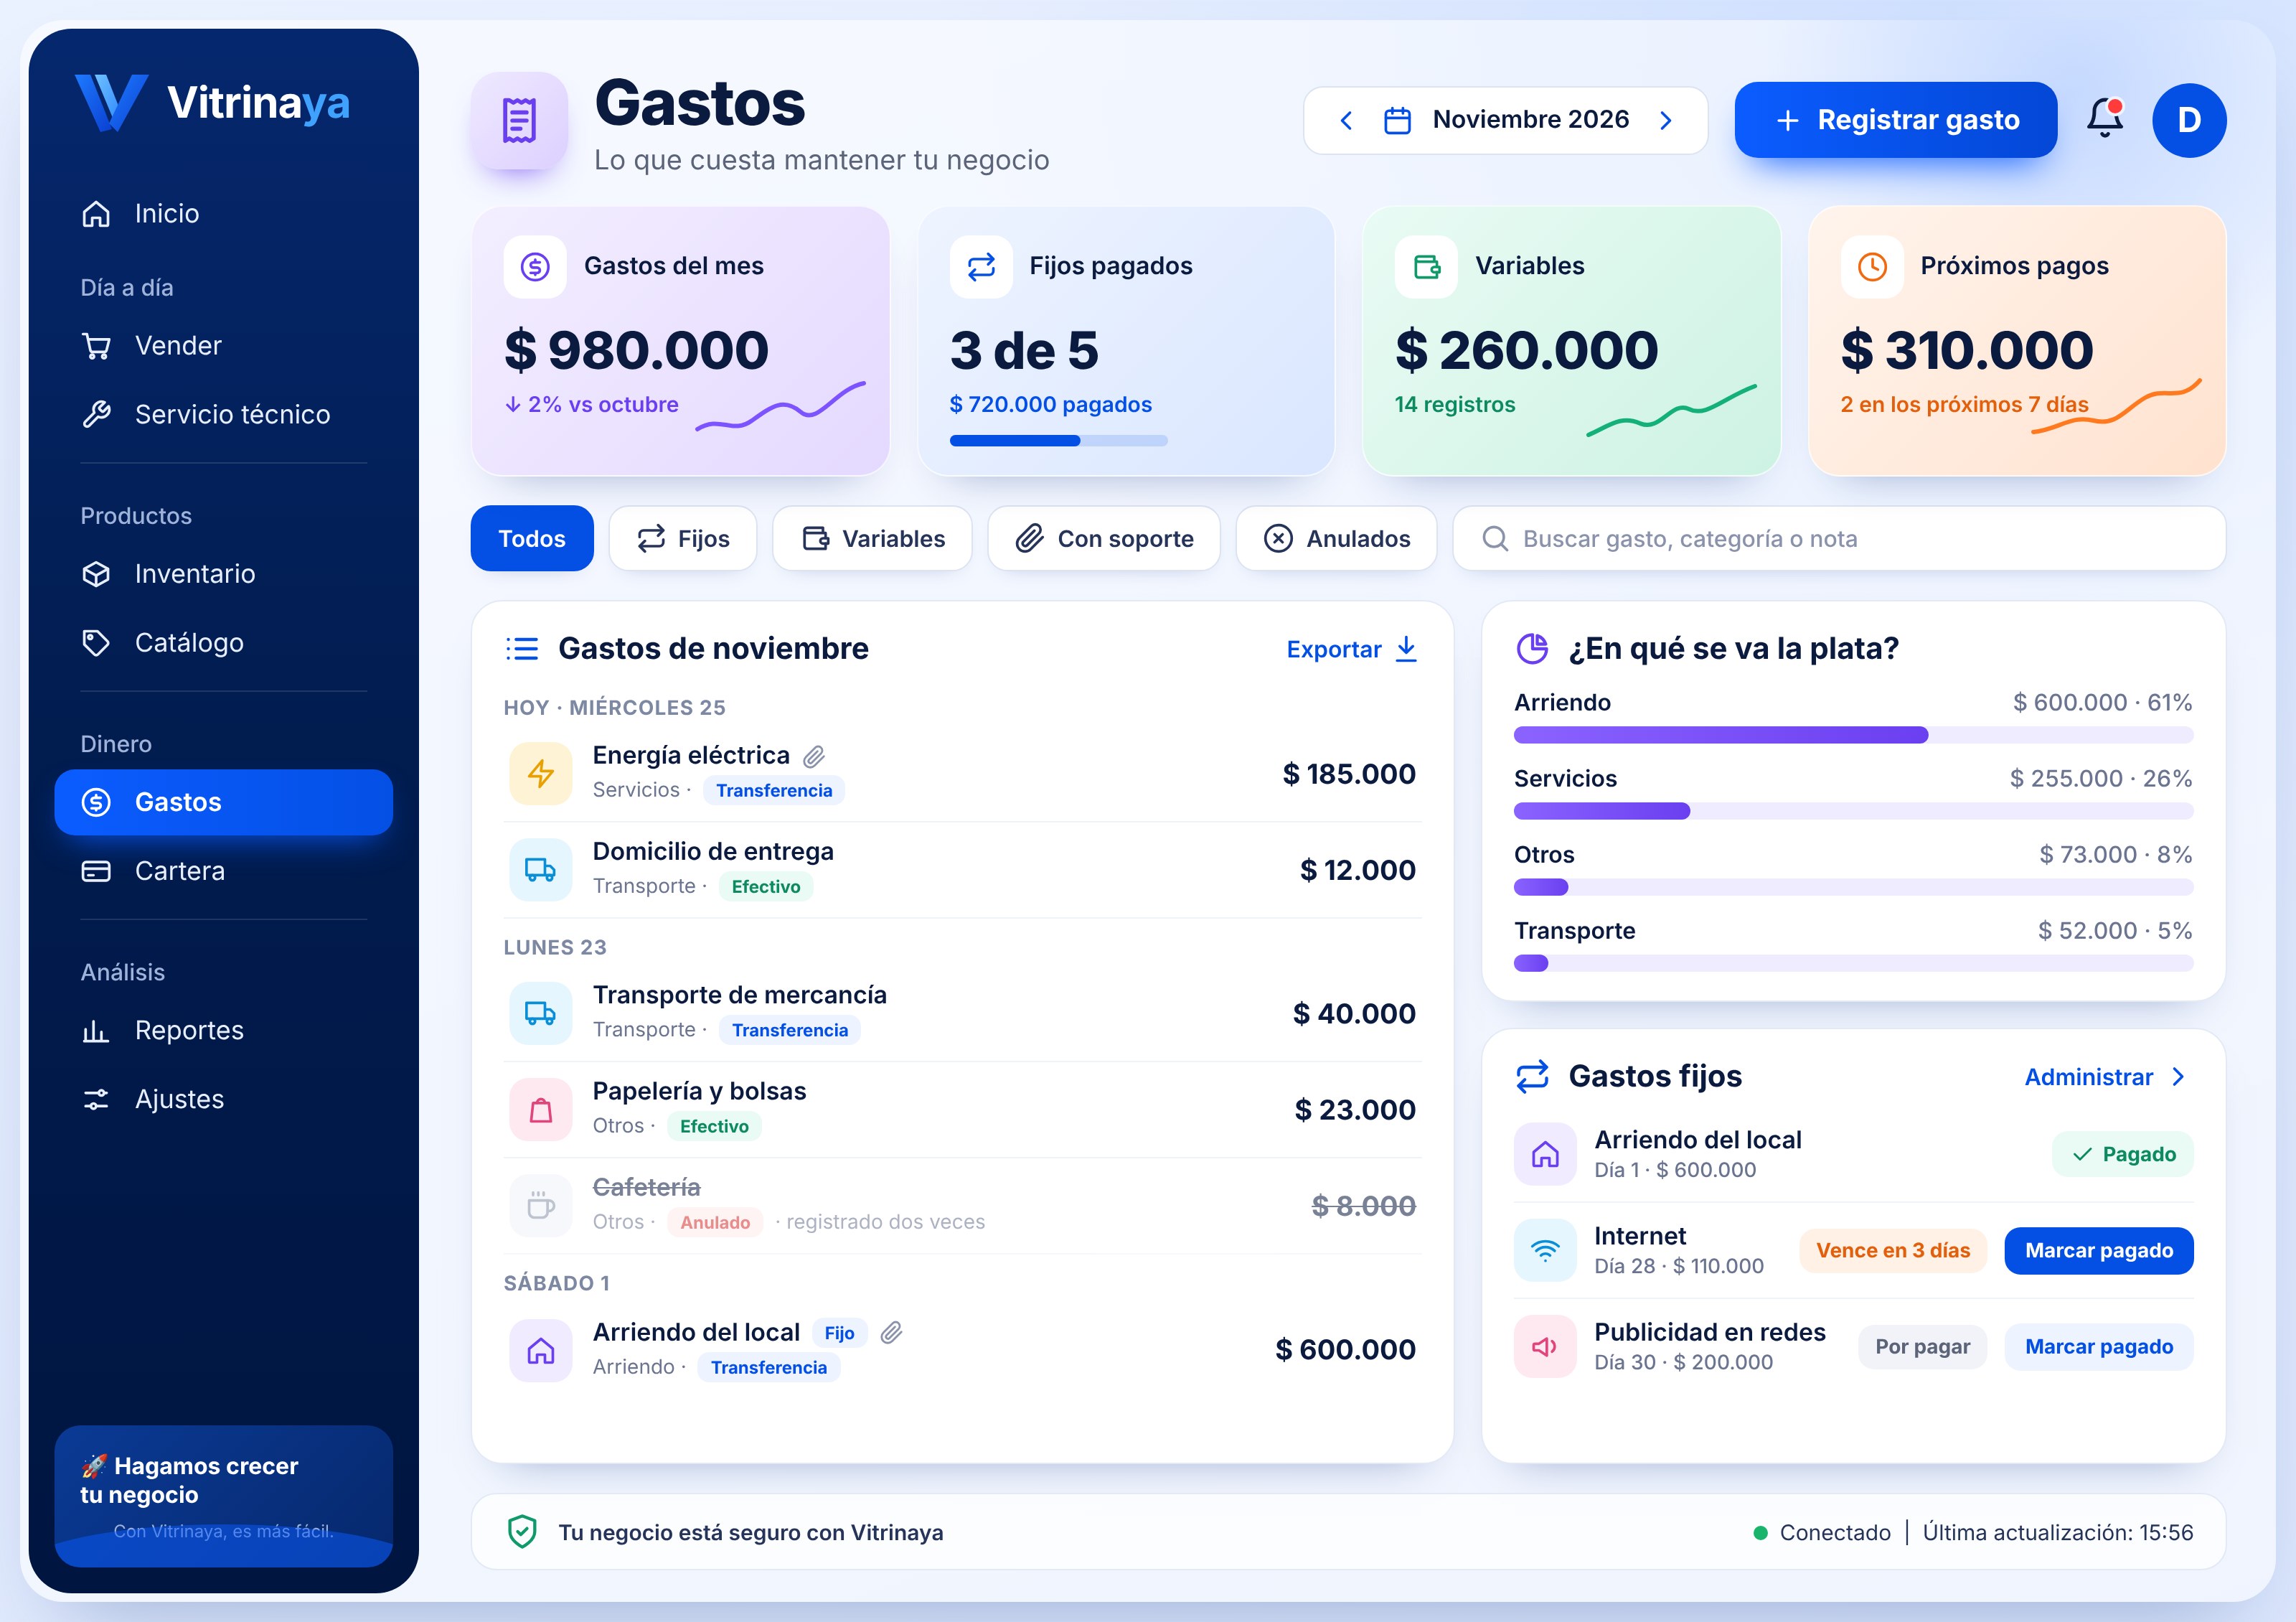 Vitrinaya
Inicio
Día a día
Vender
Servicio técnico
Productos
Inventario
Catálogo
Dinero
Gastos
Cartera
Análisis
Reportes
Ajustes
🚀 Hagamos crecer
tu negocio
Con Vitrinaya, es más fácil.
Gastos
Lo que cuesta mantener tu negocio
Noviembre 2026
+ Registrar gasto
D
Gastos del mes
$ 980.000
↓ 2% vs octubre
Fijos pagados
3 de 5
$ 720.000 pagados
Variables
$ 260.000
14 registros
Próximos pagos
$ 310.000
2 en los próximos 7 días
Todos
Fijos
Variables
Con soporte
Anulados
Buscar gasto, categoría o nota
Gastos de noviembre
Exportar
HOY · MIÉRCOLES 25
Energía eléctrica
Servicios · Transferencia
$ 185.000
Domicilio de entrega
Transporte · Efectivo
$ 12.000
LUNES 23
Transporte de mercancía
Transporte · Transferencia
$ 40.000
Papelería y bolsas
Otros · Efectivo
$ 23.000
Cafetería
Otros · Anulado · registrado dos veces
$ 8.000
SÁBADO 1
Arriendo del local Fijo
Arriendo · Transferencia
$ 600.000
¿En qué se va la plata?
Arriendo $ 600.000 · 61%
Servicios $ 255.000 · 26%
Otros $ 73.000 · 8%
Transporte $ 52.000 · 5%
Gastos fijos
Administrar
Arriendo del local
Día 1 · $ 600.000
Pagado
Internet
Día 28 · $ 110.000
Vence en 3 días
Marcar pagado
Publicidad en redes
Día 30 · $ 200.000
Por pagar
Marcar pagado
Tu negocio está seguro con Vitrinaya
Conectado | Última actualización: 15:56